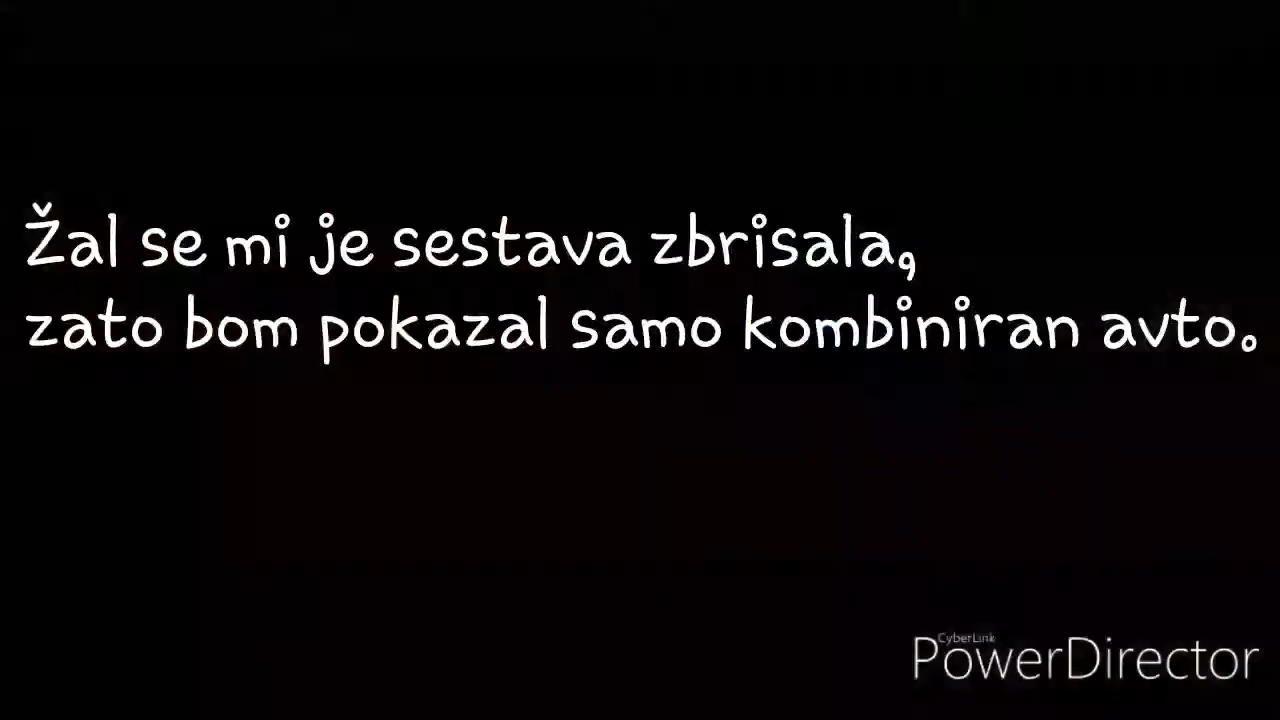 Žal se mi je sestava zbrisala,
zato bom pokazal samo kombiniran avto.
CyberLink
PowerDirector